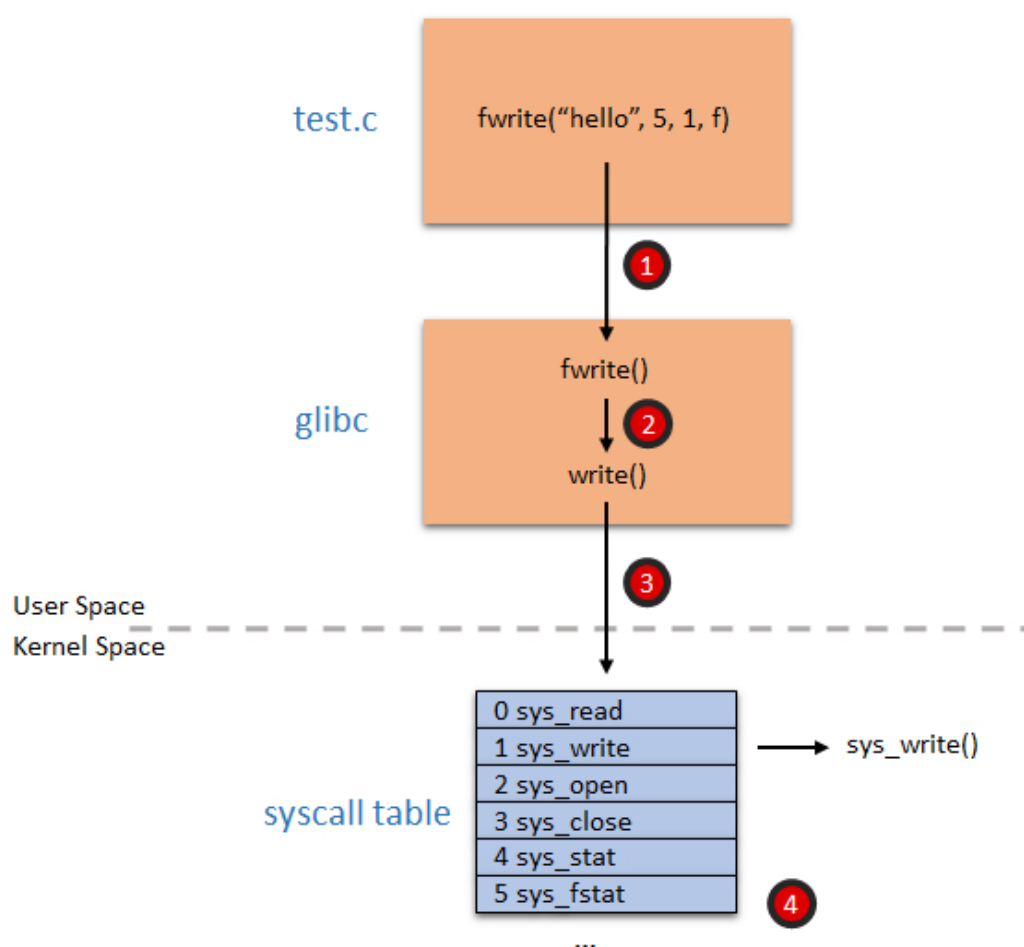 test.c
fwrite(“hello”, 5, 1, f)
1
fwrite()
glibc
2
write()
3
User Space
Kernel Space
0 sys_read
1 sys_write
sys_write()
2 sys_open
syscall table
3 sys_close
4 sys_stat
5 sys_fstat
4
...